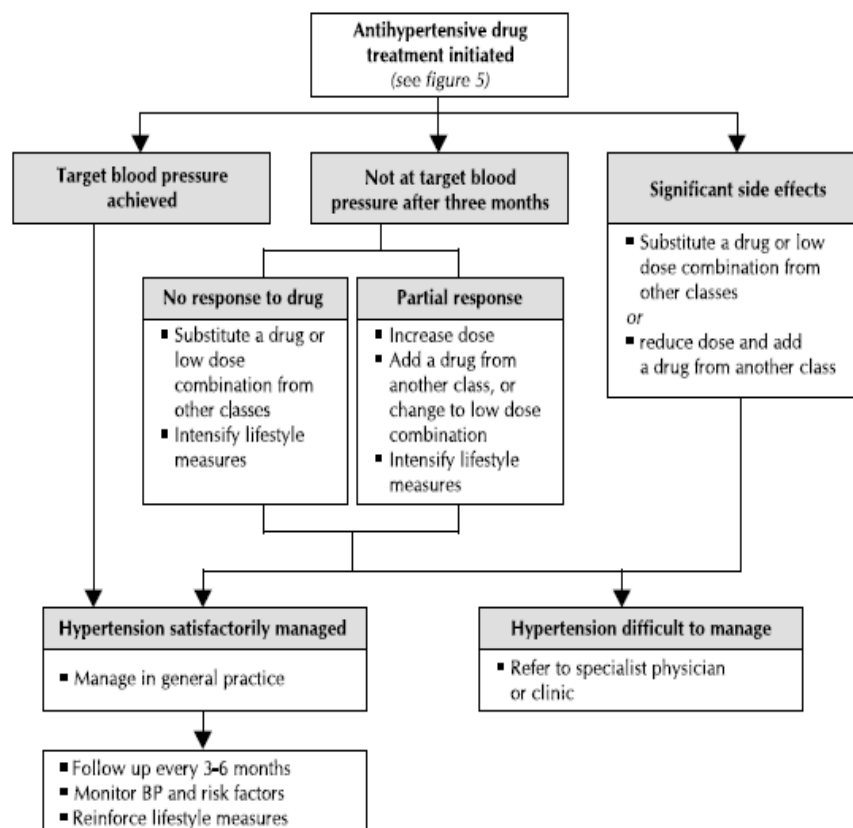 Antihypertensive drug
treatment initiated
(see figure 5)
Target blood pressure
achieved
Not at target blood
pressure after three months
Significant side effects
▪ Substitute a drug or low
dose combination from
other classes
or
▪ reduce dose and add
a drug from another class
No response to drug
▪ Substitute a drug or
low dose
combination from
other classes
▪ Intensify lifestyle
measures
Partial response
▪ Increase dose
▪ Add a drug from
another class, or
change to low dose
combination
▪ Intensify lifestyle
measures
Hypertension satisfactorily managed
▪ Manage in general practice
Hypertension difficult to manage
▪ Refer to specialist physician
or clinic
▪ Follow up every 3-6 months
▪ Monitor BP and risk factors
▪ Reinforce lifestyle measures